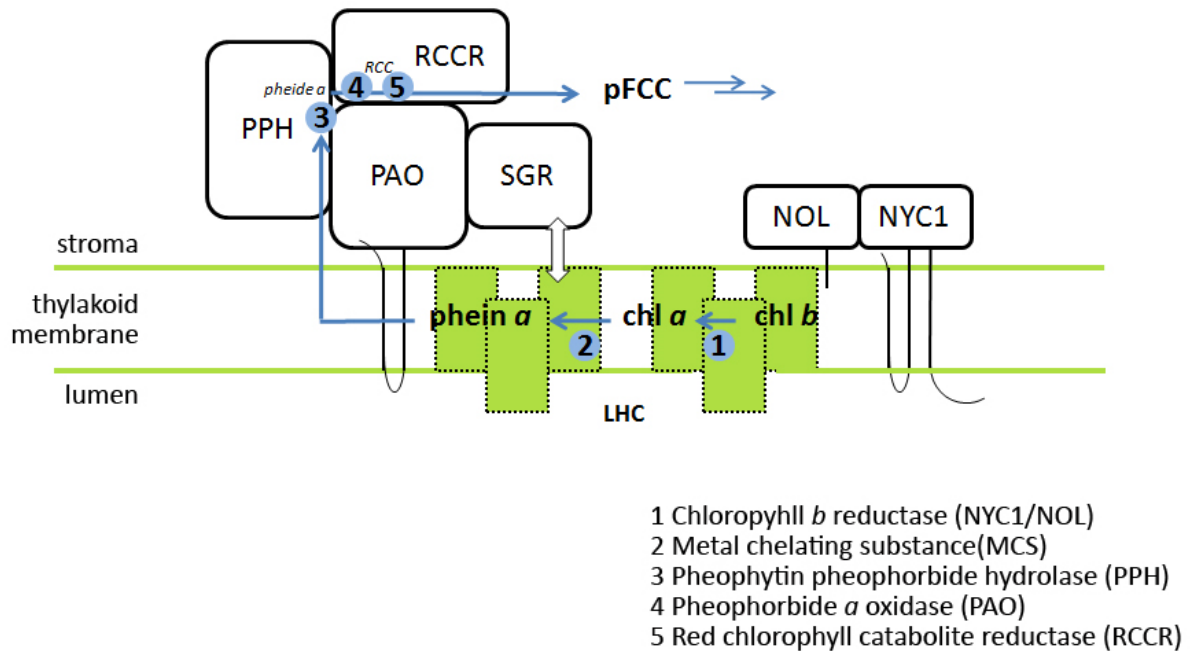 RCC
RCCR
pheide a
4
5
pFCC
3
PPH
PAO
SGR
NOL
NYC1
stroma
thylakoid
membrane
phein a
chl a
chl b
2
1
lumen
LHC
1 Chloropyhll b reductase (NYC1/NOL)
2 Metal chelating substance(MCS)
3 Pheophytin pheophorbide hydrolase (PPH)
4 Pheophorbide a oxidase (PAO)
5 Red chlorophyll catabolite reductase (RCCR)